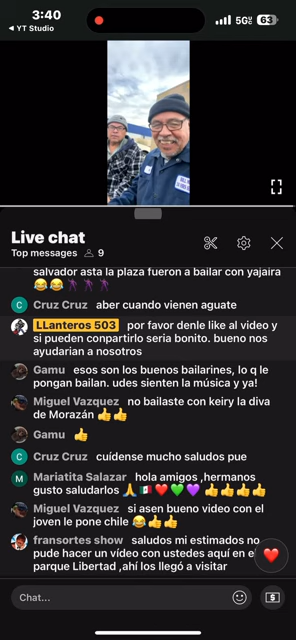 3:40
5G
63
◀ YT Studio
Live chat
Top messages 9
salvador asta la plaza fueron a bailar con yajaira
😂😂🕺🕺🕺
C Cruz Cruz aber cuando vienen aguate
LLanteros 503 por favor denle like al video y
si pueden conpartirlo seria bonito. bueno nos
ayudarian a nosotros
Gamu esos son los buenos bailarines, lo q le
pongan bailan. udes sienten la música y ya!
Miguel Vazquez no bailaste con keiry la diva
de Morazán 👍👍
Gamu 👍
C Cruz Cruz cuídense mucho saludos pue
M Mariatita Salazar hola amigos ,hermanos
gusto saludarlos 🙏🇲🇽❤️💚💜👍👍👍👍
Miguel Vazquez si asen bueno video con el
joven le pone chile 😂👍👍
fransortes show saludos mi estimados no
pude hacer un vídeo con ustedes aquí en el
parque Libertad ,ahí los llegó a visitar
Chat...